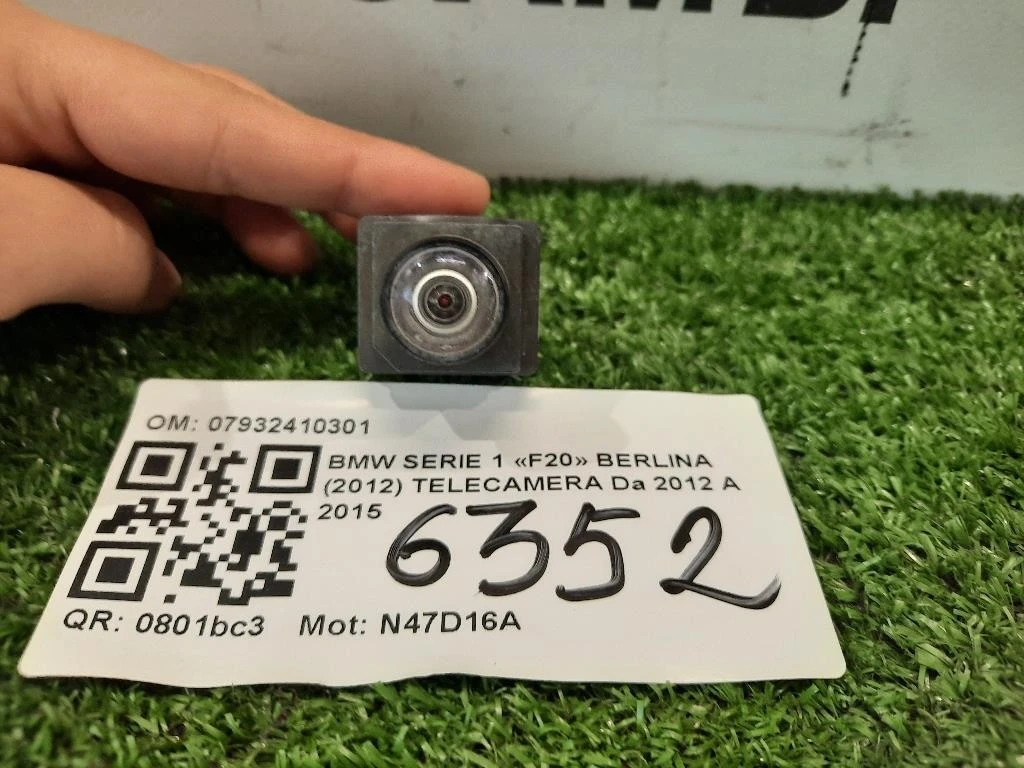 OM: 07932410301
BMW SERIE 1 «F20» BERLINA
(2012) TELECAMERA Da 2012 A
2015
6352
QR: 0801bc3 Mot: N47D16A